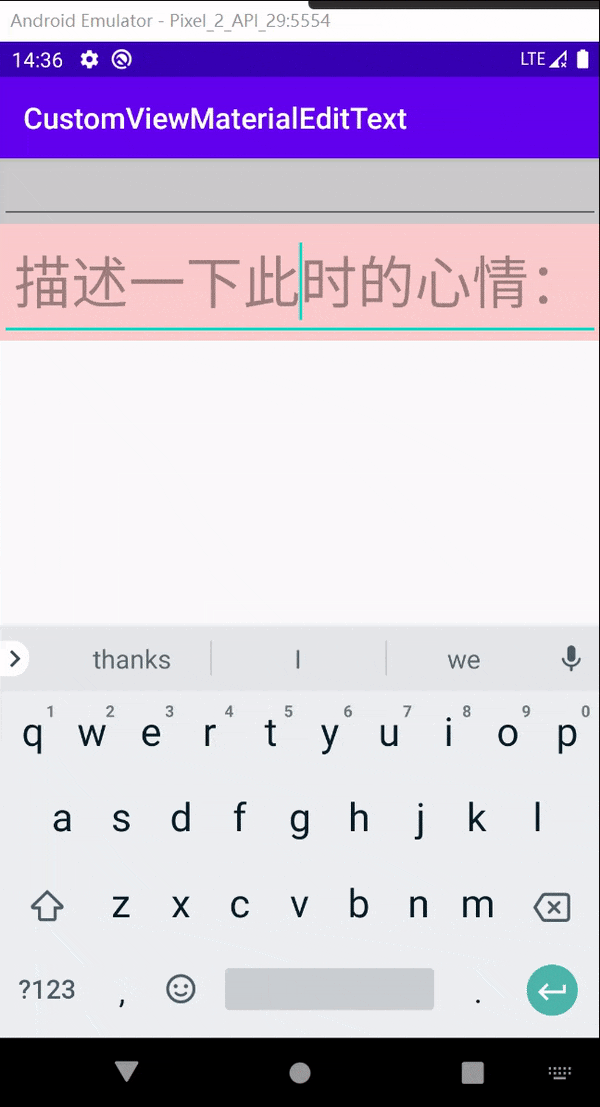 Android Emulator - Pixel_2_API_29:5554
14:36 LTE
CustomViewMaterialEditText
描述一下此时的心情：
thanks I we
1 2 3 4 5 6 7 8 9 0
q w e r t y u i o p
a s d f g h j k l
z x c v b n m
?123 , .